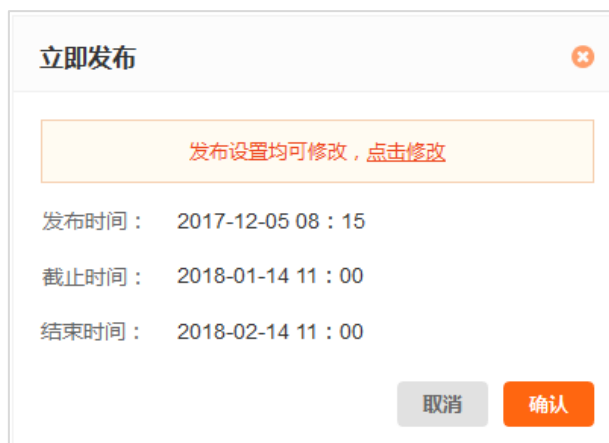 立即发布
发布设置均可修改，点击修改
发布时间： 2017-12-05 08：15
截止时间： 2018-01-14 11：00
结束时间： 2018-02-14 11：00
取消 确认